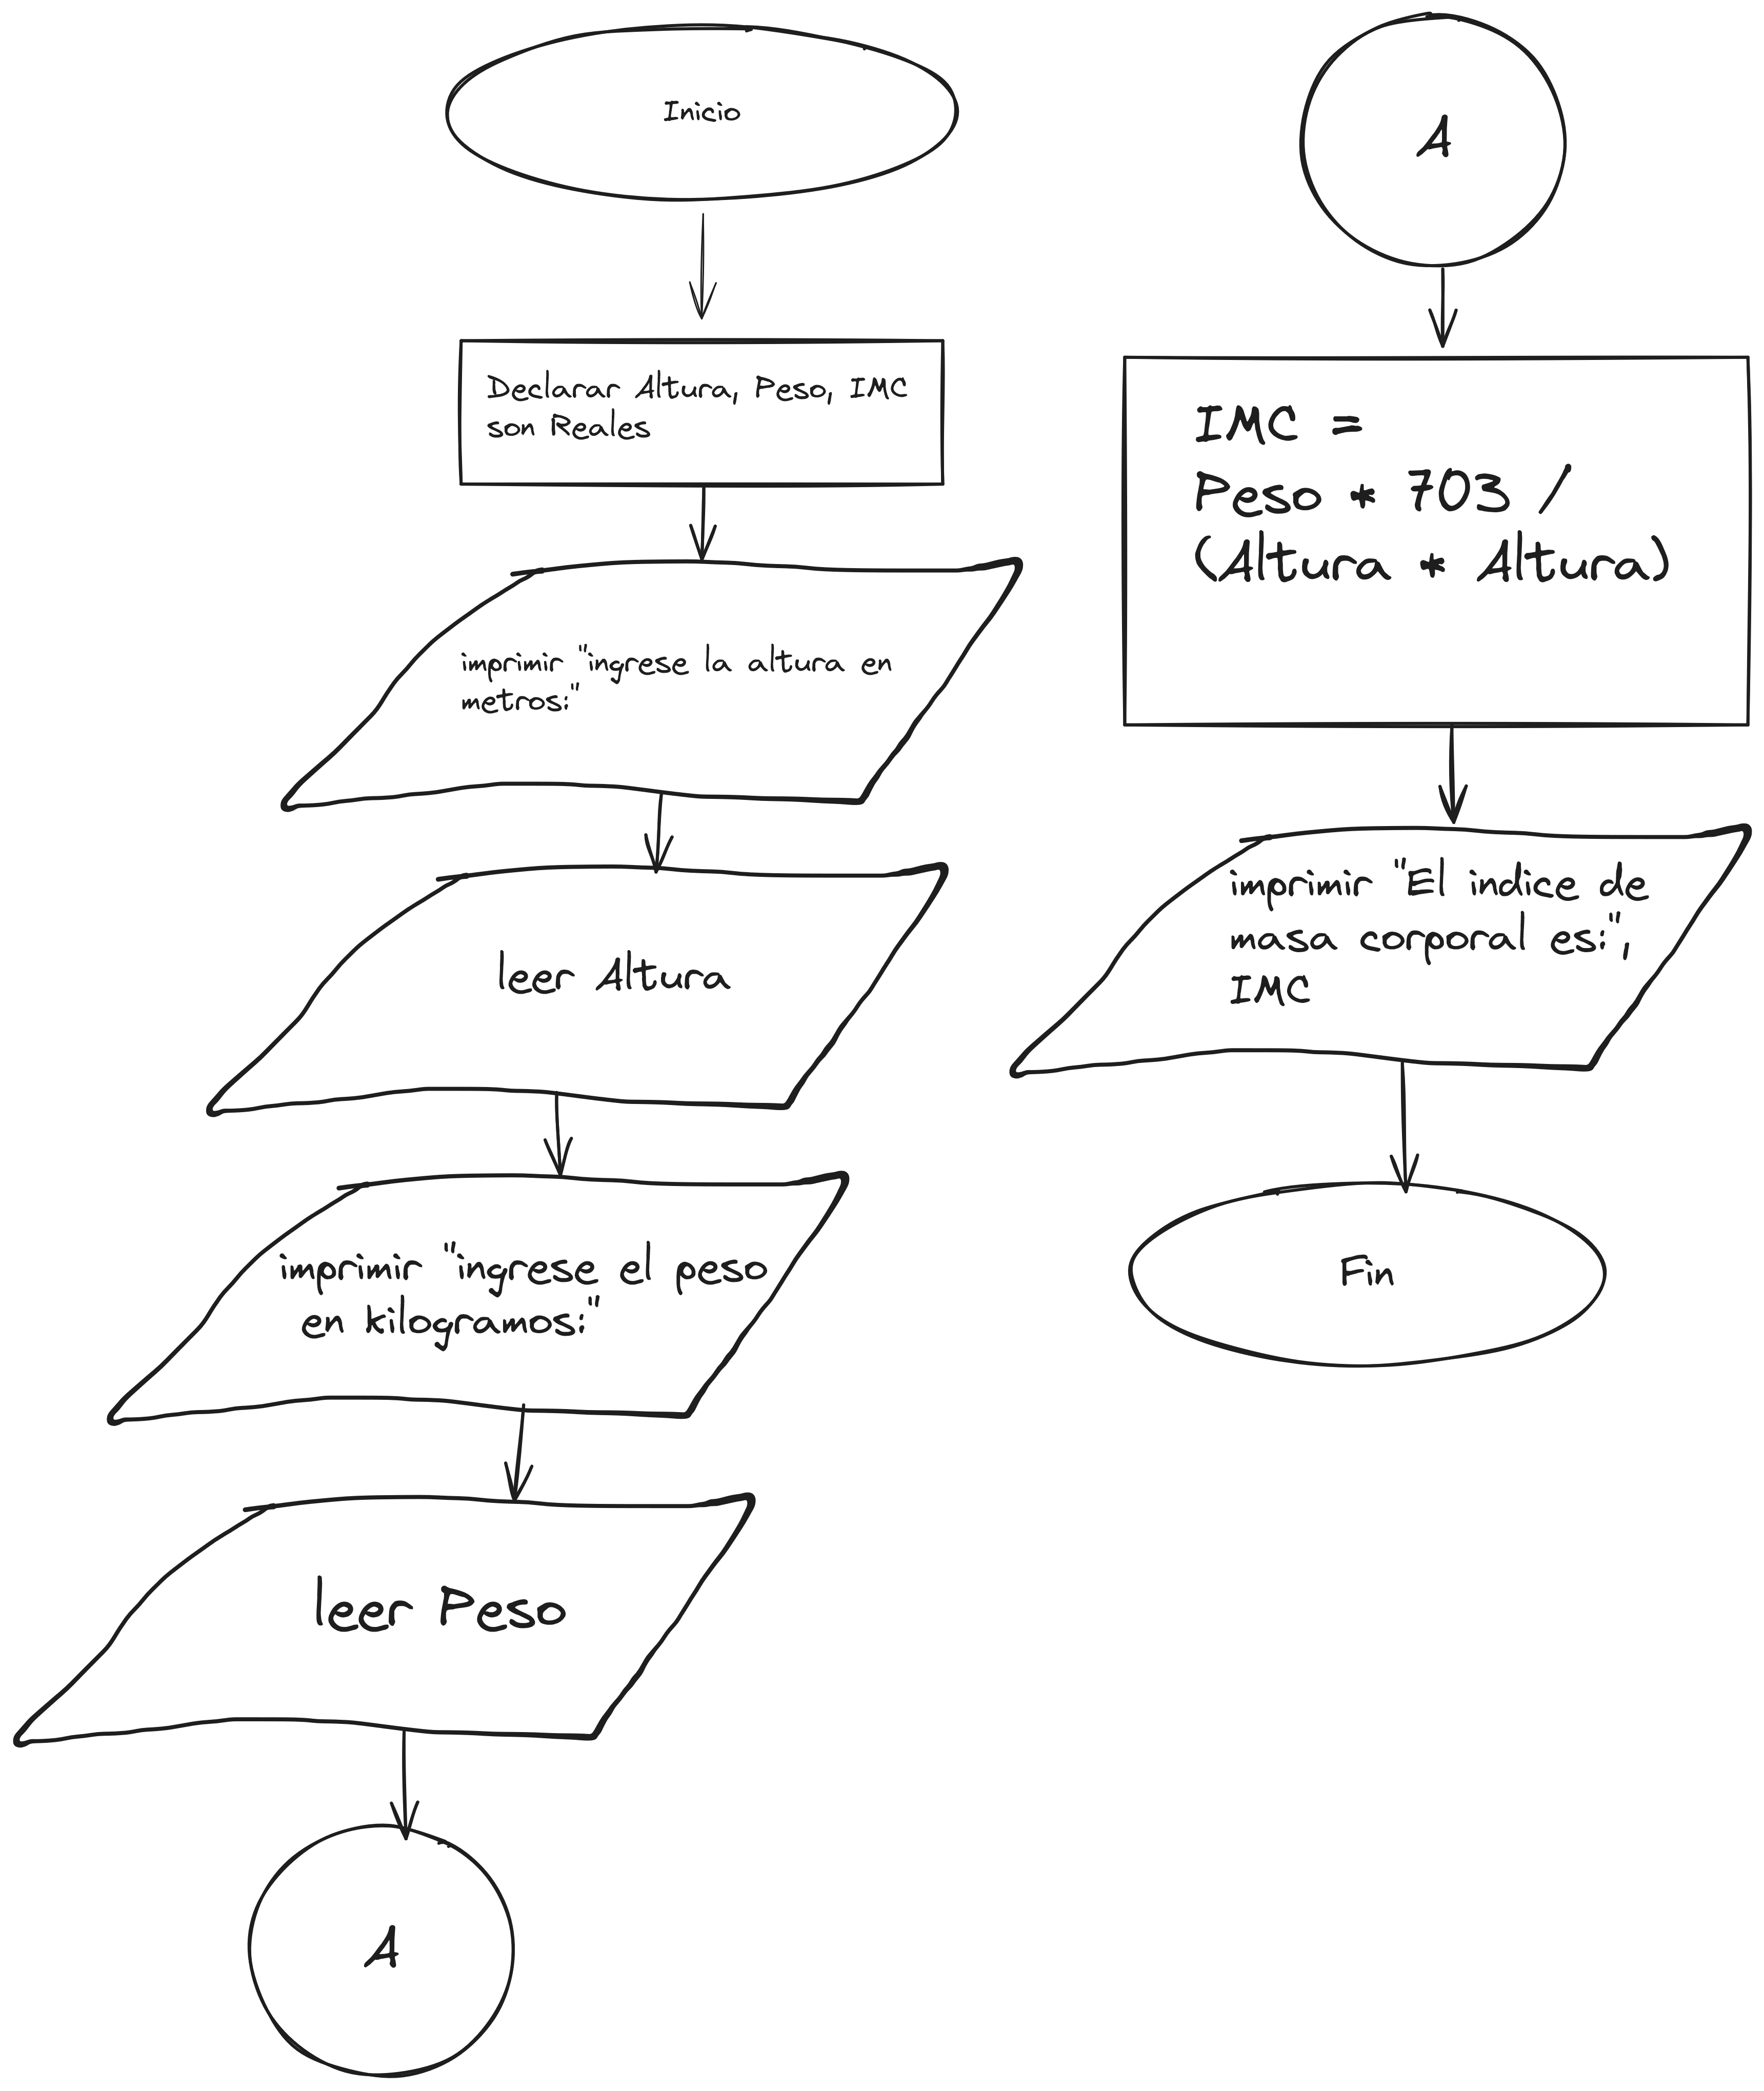 Inicio
Declarar Altura, Peso, IMC
son Reales
imprimir "ingrese la altura en
metros:"
leer Altura
imprimir "ingrese el peso
en kilogramos:"
leer Peso
A
A
IMC =
Peso * 703 /
(Altura * Altura)
imprimir "El indice de
masa corporal es:",
IMC
Fin